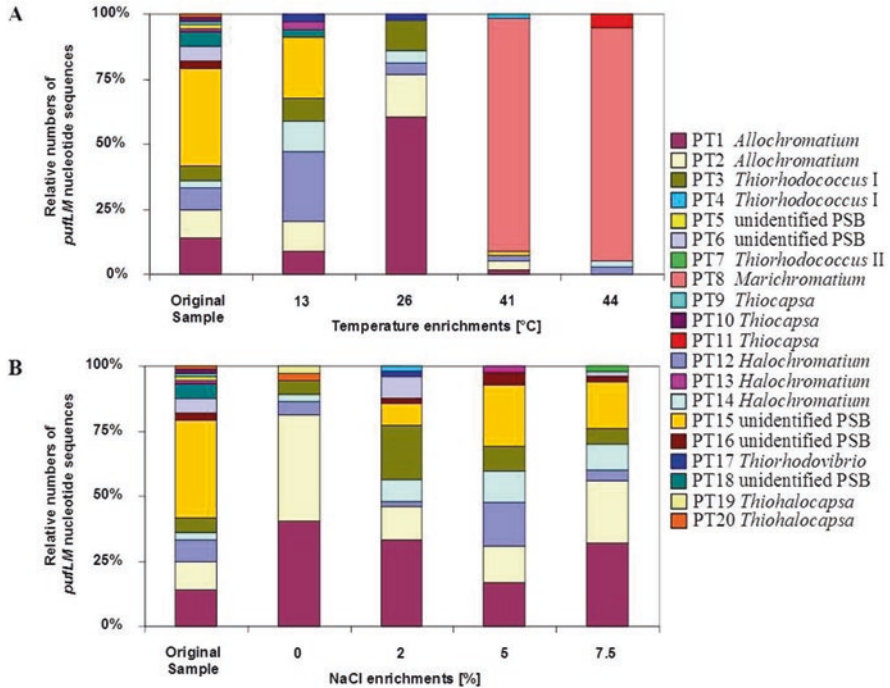 A
Relative numbers of
pufLM nucleotide sequences
100%
75%
50%
25%
0%
Original
Sample
13
26
41
44
Temperature enrichments [°C]
B
Relative numbers of
pufLM nucleotide sequences
100%
75%
50%
25%
0%
Original
Sample
0
2
5
7.5
NaCl enrichments [%]
PT1 Allochromatium
PT2 Allochromatium
PT3 Thiorhodococcus I
PT4 Thiorhodococcus I
PT5 unidentified PSB
PT6 unidentified PSB
PT7 Thiorhodococcus II
PT8 Marichromatium
PT9 Thiocapsa
PT10 Thiocapsa
PT11 Thiocapsa
PT12 Halochromatium
PT13 Halochromatium
PT14 Halochromatium
PT15 unidentified PSB
PT16 unidentified PSB
PT17 Thiorhodovibrio
PT18 unidentified PSB
PT19 Thiohalocapsa
PT20 Thiohalocapsa